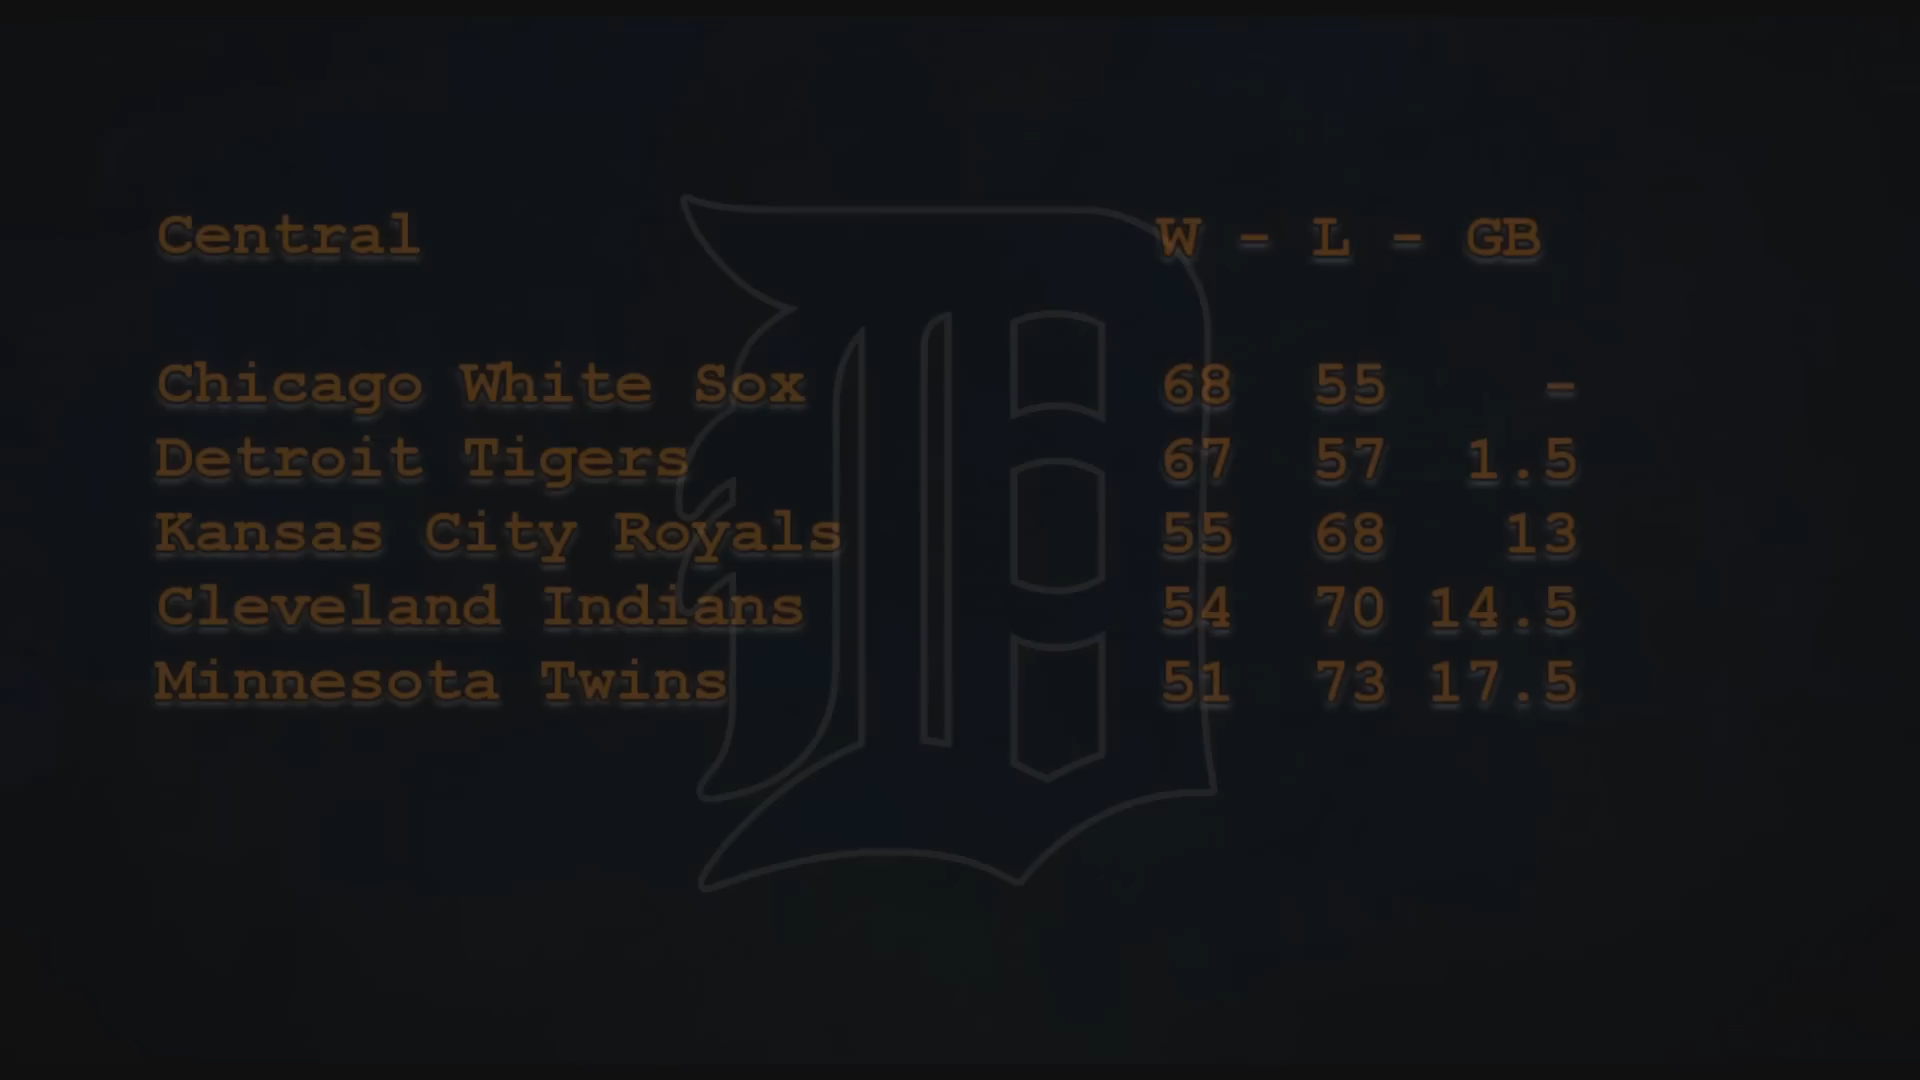 Central W - L - GB
Chicago White Sox 68 55 -
Detroit Tigers 67 57 1.5
Kansas City Royals 55 68 13
Cleveland Indians 54 70 14.5
Minnesota Twins 51 73 17.5